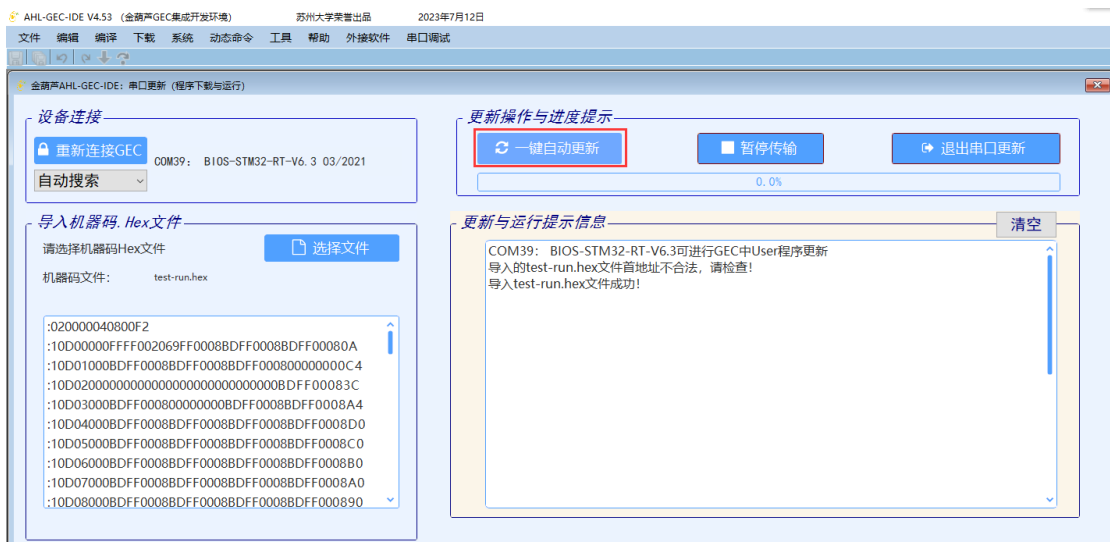 AHL-GEC-IDE V4.53 （金葫芦GEC集成开发环境） 苏州大学荣誉出品 2023年7月12日
文件 编辑 编译 下载 系统 动态命令 工具 帮助 外接软件 串口调试
金葫芦AHL-GEC-IDE：串口更新（程序下载与运行）
设备连接
重新连接GEC
COM39： BIOS-STM32-RT-V6.3 03/2021
自动搜索
更新操作与进度提示
一键自动更新 暂停传输 退出串口更新
0.0%
导入机器码.Hex文件
请选择机器码Hex文件 选择文件
机器码文件： test-run.hex
:020000040800F2
:10D00000FFFF002069FF0008BDFF0008BDFF00080A
:10D01000BDFF0008BDFF0008BDFF000800000000C4
:10D02000000000000000000000000000BDFF00083C
:10D03000BDFF000800000000BDFF0008BDFF0008A4
:10D04000BDFF0008BDFF0008BDFF0008BDFF0008D0
:10D05000BDFF0008BDFF0008BDFF0008BDFF0008C0
:10D06000BDFF0008BDFF0008BDFF0008BDFF0008B0
:10D07000BDFF0008BDFF0008BDFF0008BDFF0008A0
:10D08000BDFF0008BDFF0008BDFF0008BDFF000890
更新与运行提示信息
清空
COM39： BIOS-STM32-RT-V6.3可进行GEC中User程序更新
导入的test-run.hex文件首地址不合法，请检查！
导入test-run.hex文件成功！